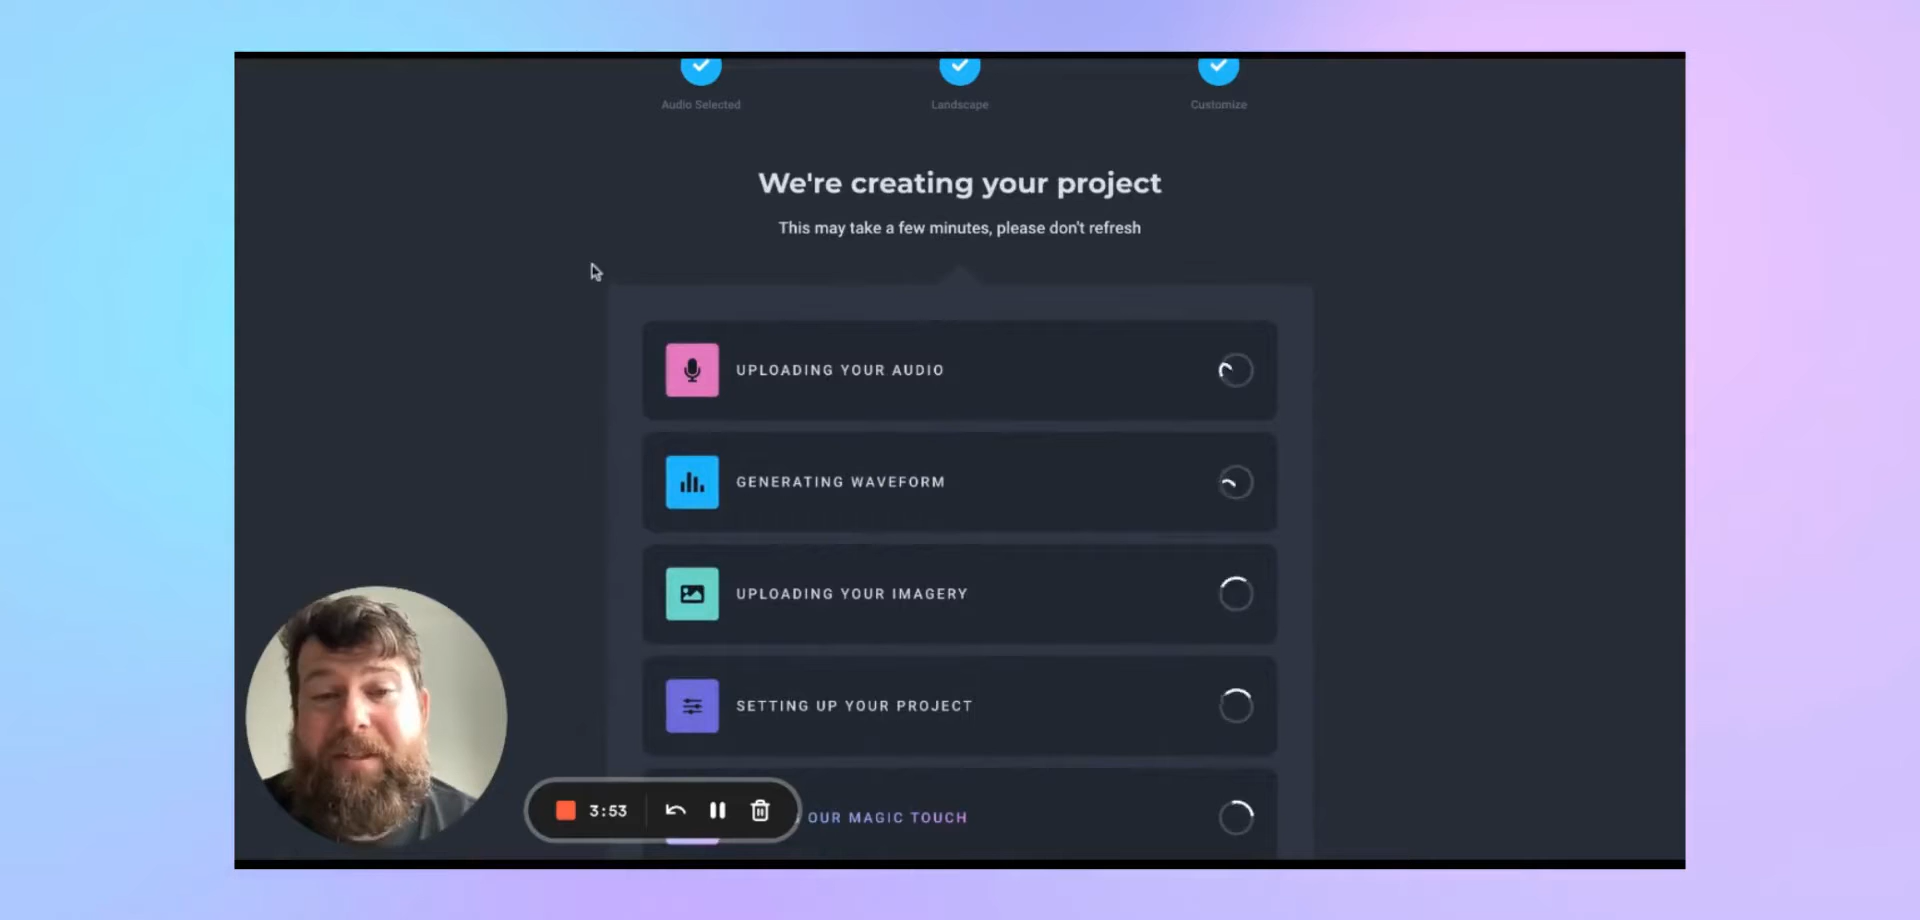 Audio Selected
Landscape
Customize
We're creating your project
This may take a few minutes, please don't refresh
UPLOADING YOUR AUDIO
GENERATING WAVEFORM
UPLOADING YOUR IMAGERY
SETTING UP YOUR PROJECT
OUR MAGIC TOUCH
3:53